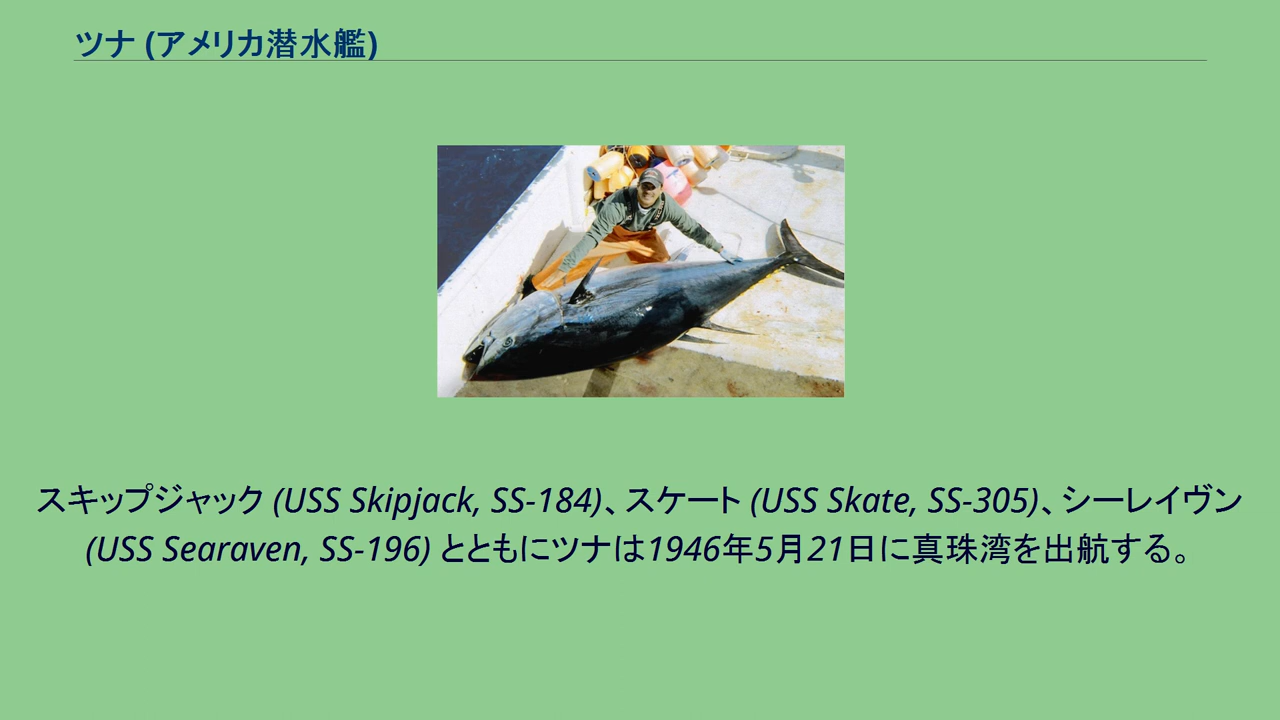 ツナ (アメリカ潜水艦)
スキップジャック (USS Skipjack, SS-184)、スケート (USS Skate, SS-305)、シーレイヴン
(USS Searaven, SS-196) とともにツナは1946年5月21日に真珠湾を出航する。